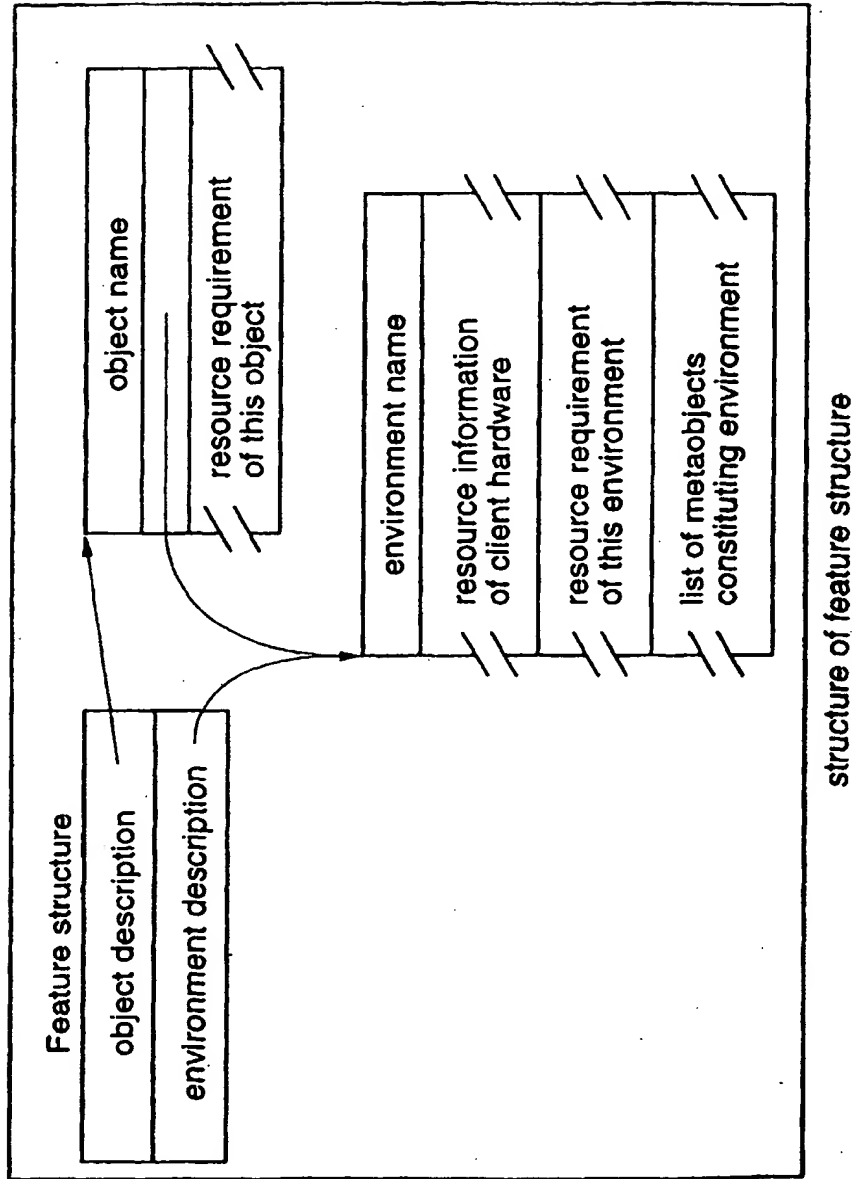 Feature structure
object description
environment description
object name
resource requirement
of this object
environment name
resource information
of client hardware
resource requirement
of this environment
list of metaobjects
constituting environment
structure of feature structure